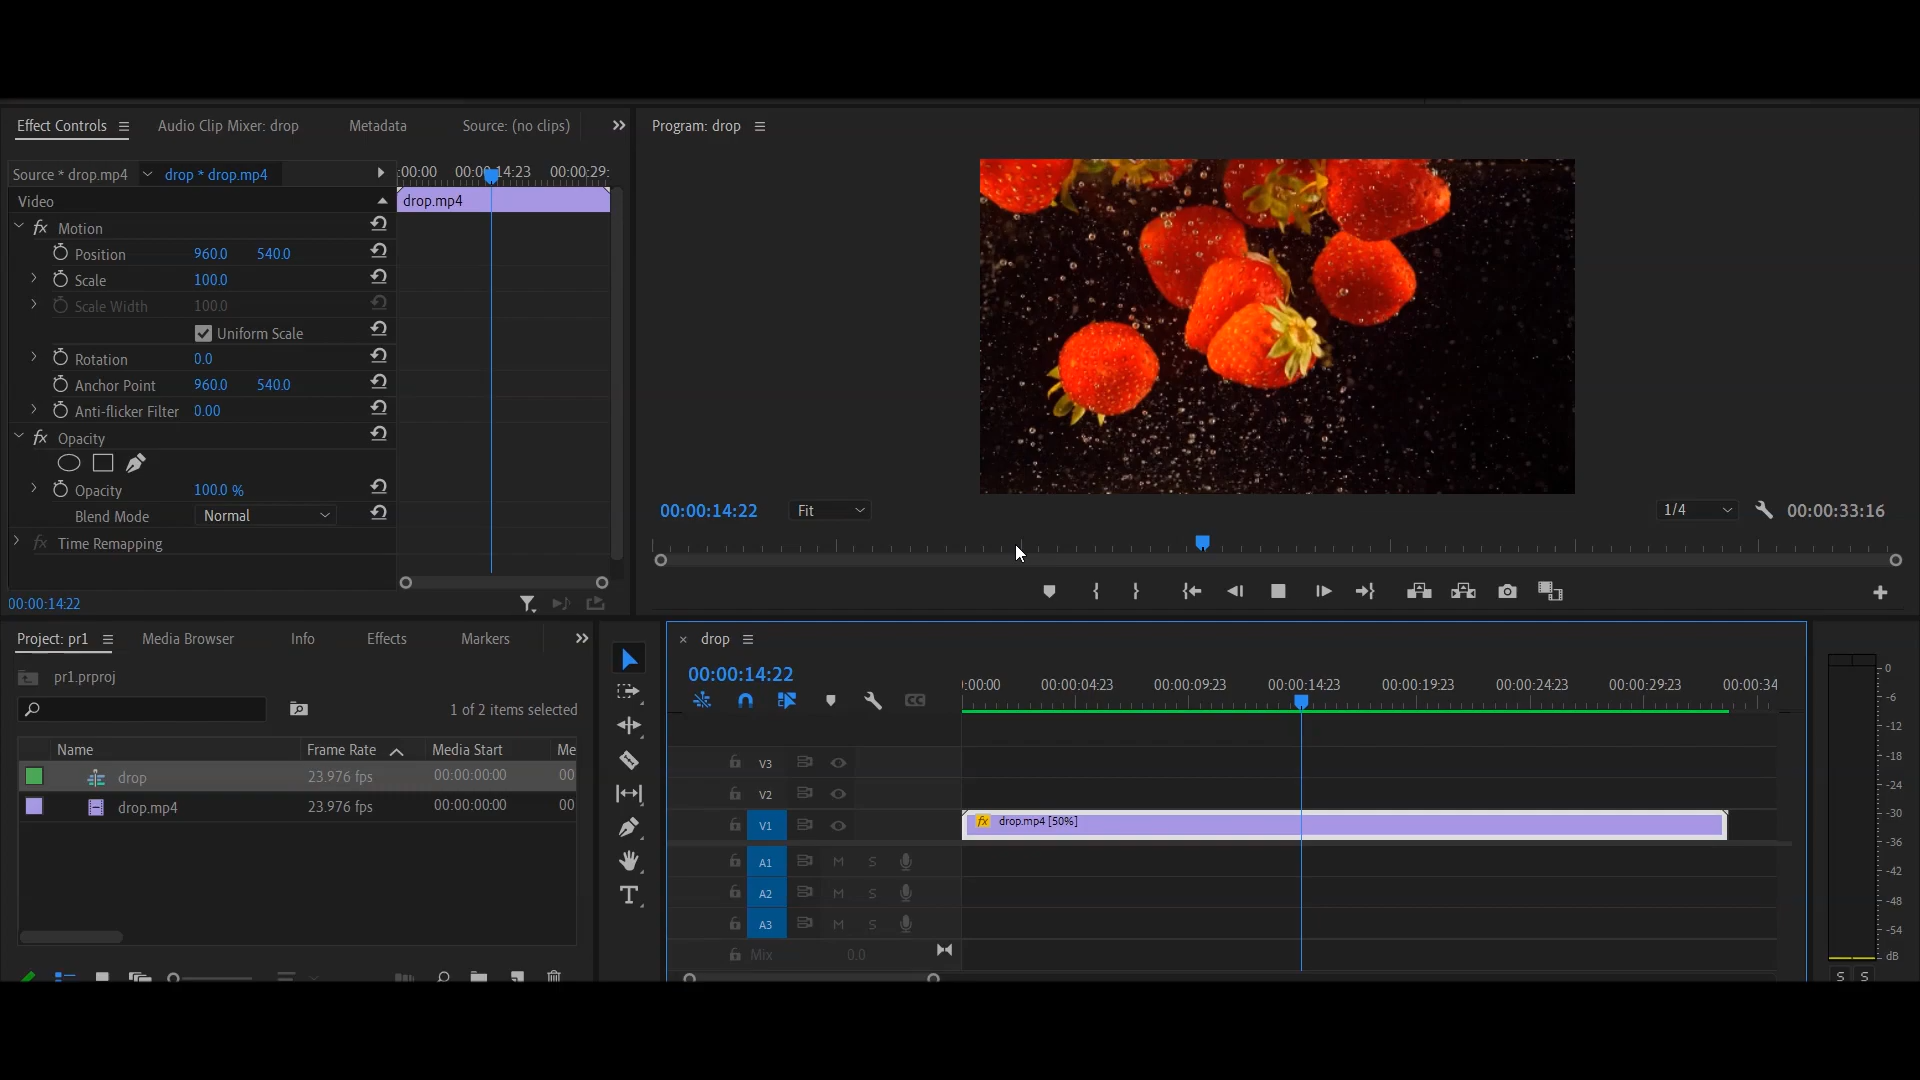 Effect Controls Audio Clip Mixer: drop Metadata Source: (no clips)
Source * drop.mp4 drop * drop.mp4
:00:00 00:00:14:23 00:00:29:
Video
drop.mp4
fx Motion
Position 960.0 540.0
Scale 100.0
Scale Width 100.0
Uniform Scale
Rotation 0.0
Anchor Point 960.0 540.0
Anti-flicker Filter 0.00
fx Opacity
Opacity 100.0 %
Blend Mode Normal
fx Time Remapping
00:00:14:22
Program: drop
00:00:14:22 Fit 1/4 00:00:33:16
Project: pr1 Media Browser Info Effects Markers
pr1.prproj
1 of 2 items selected
Name Frame Rate Media Start Me
drop 23.976 fps 00:00:00:00 00
drop.mp4 23.976 fps 00:00:00:00 00
drop
00:00:14:22
:00:00 00:00:04:23 00:00:09:23 00:00:14:23 00:00:19:23 00:00:24:23 00:00:29:23 00:00:34
CC
V3
V2
V1
fx drop.mp4 [50%]
A1 M S
A2 M S
A3 M S
Mix 0.0
0
-6
-12
-18
-24
-30
-36
-42
-48
-54
dB
S S